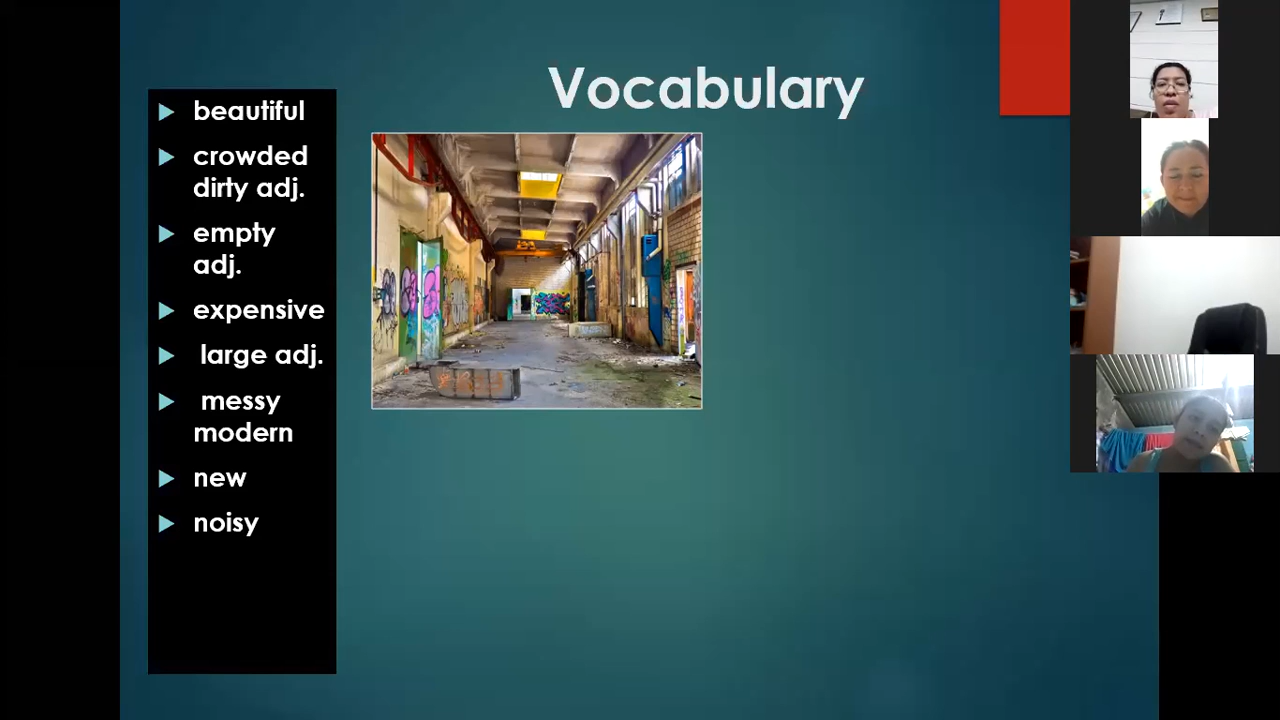 Vocabulary
beautiful
crowded
dirty adj.
empty
adj.
expensive
large adj.
messy
modern
new
noisy